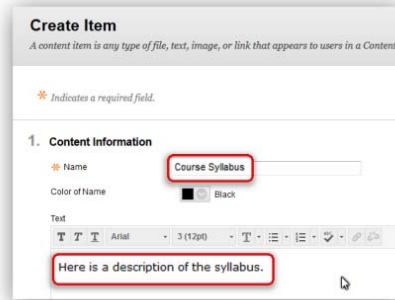 Create Item
A content item is any type of file, text, image, or link that appears to users in a Content
Indicates a required field.
1. Content Information
Name
Course Syllabus
Color of Name
Black
Text
T T T Arial 3 (12pt) T
Here is a description of the syllabus.